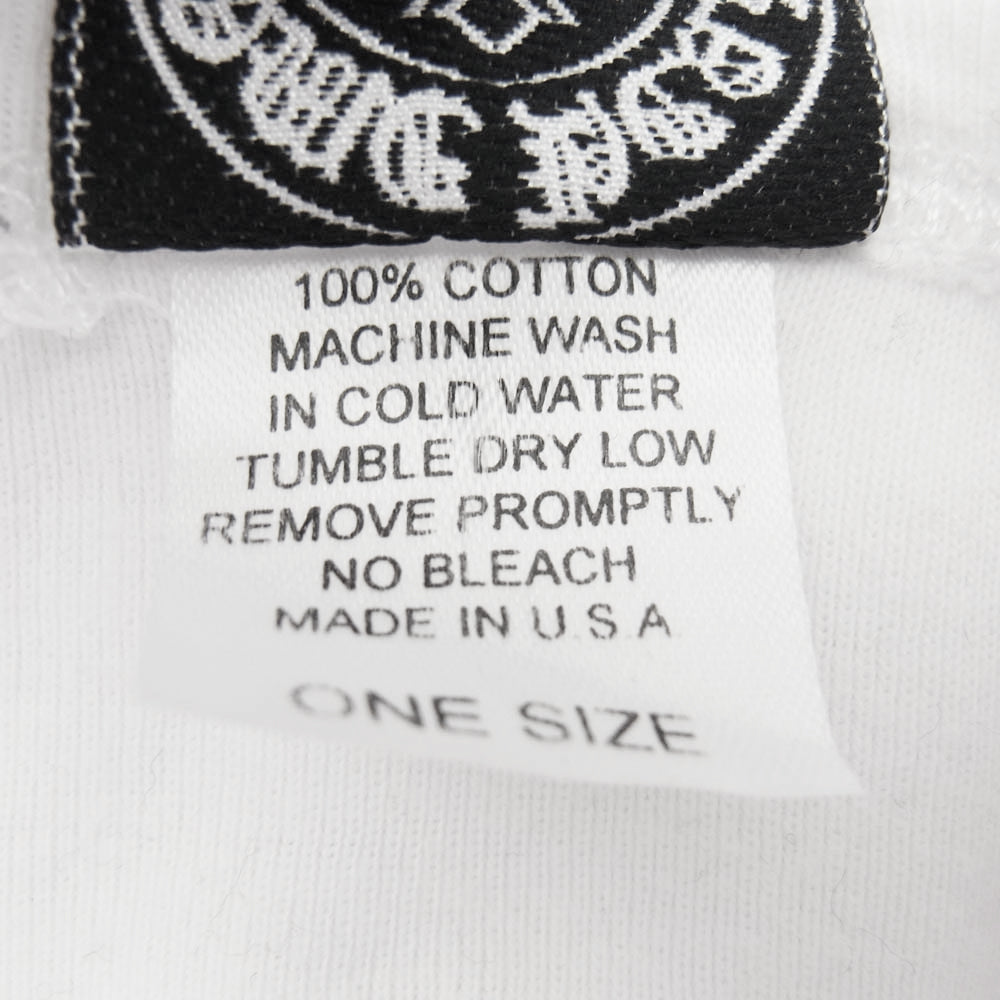 100% COTTON
MACHINE WASH
IN COLD WATER
TUMBLE DRY LOW
REMOVE PROMPTLY
NO BLEACH
MADE IN U.S.A
ONE SIZE